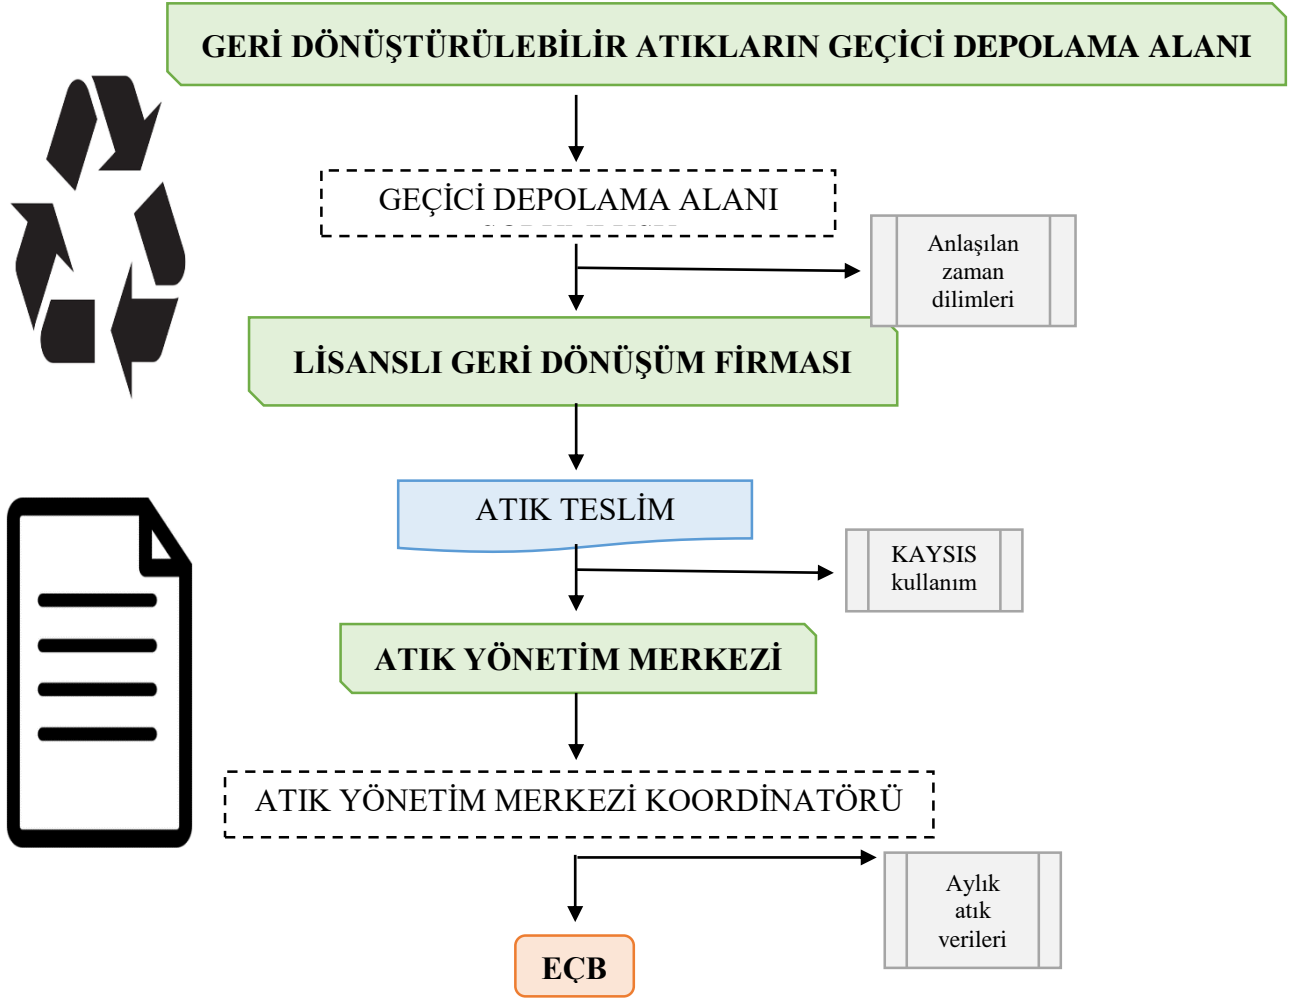 GERİ DÖNÜŞTÜRÜLEBİLİR ATIKLARIN GEÇİCİ DEPOLAMA ALANI
GEÇİCİ DEPOLAMA ALANI
Anlaşılan
zaman
dilimleri
LİSANSLI GERİ DÖNÜŞÜM FİRMASI
ATIK TESLİM
KAYSIS
kullanım
ATIK YÖNETİM MERKEZİ
ATIK YÖNETİM MERKEZİ KOORDİNATÖRÜ
Aylık
atık
verileri
EÇB